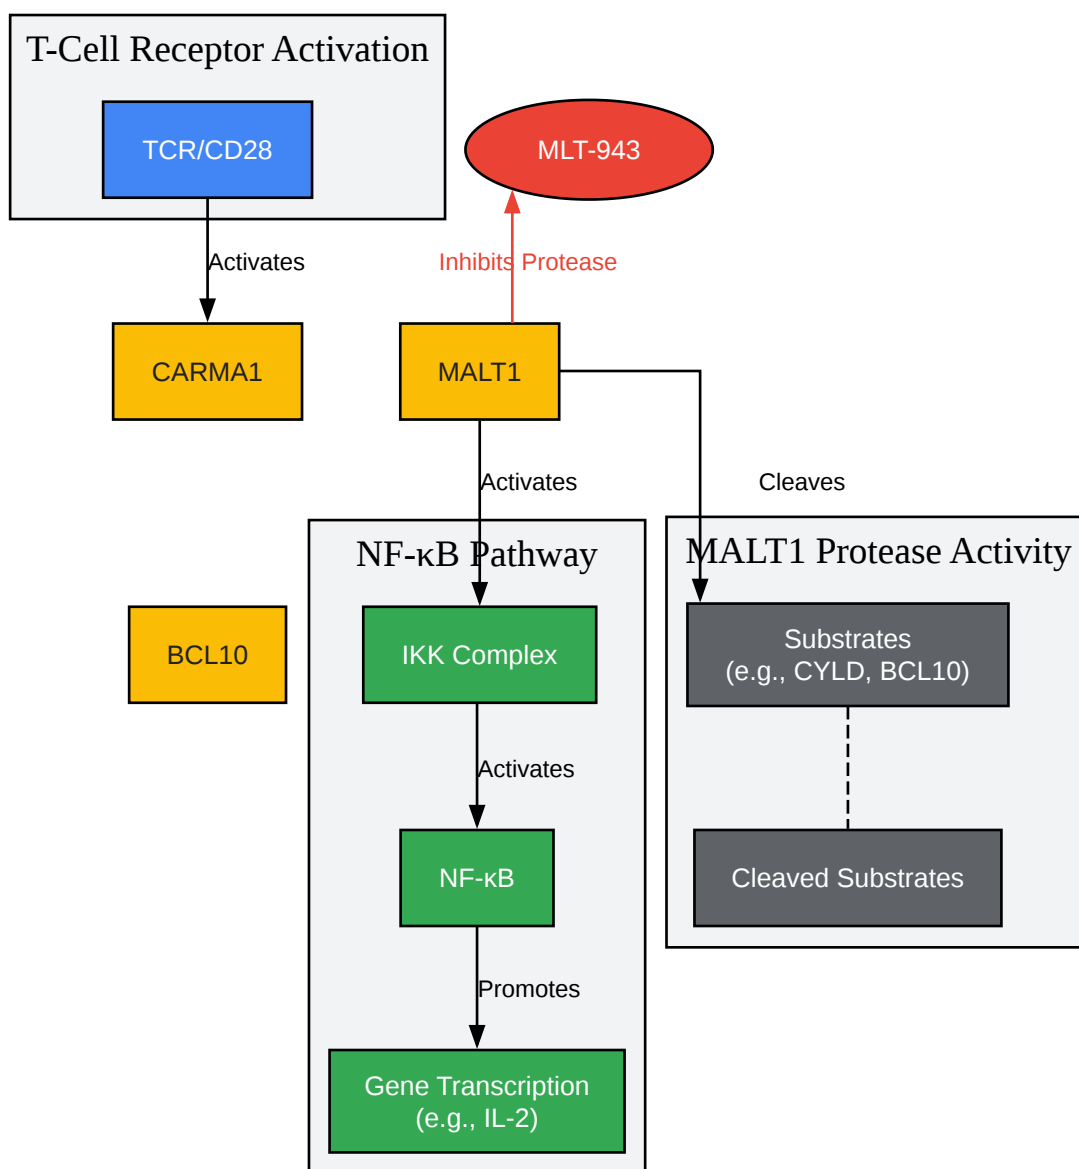 T-Cell Receptor Activation
TCR/CD28
MLT-943
Activates
Inhibits Protease
CARMA1
MALT1
Activates
Cleaves
NF-κB Pathway
MALT1 Protease Activity
BCL10
IKK Complex
Substrates
(e.g., CYLD, BCL10)
Activates
NF-κB
Cleaved Substrates
Promotes
Gene Transcription
(e.g., IL-2)